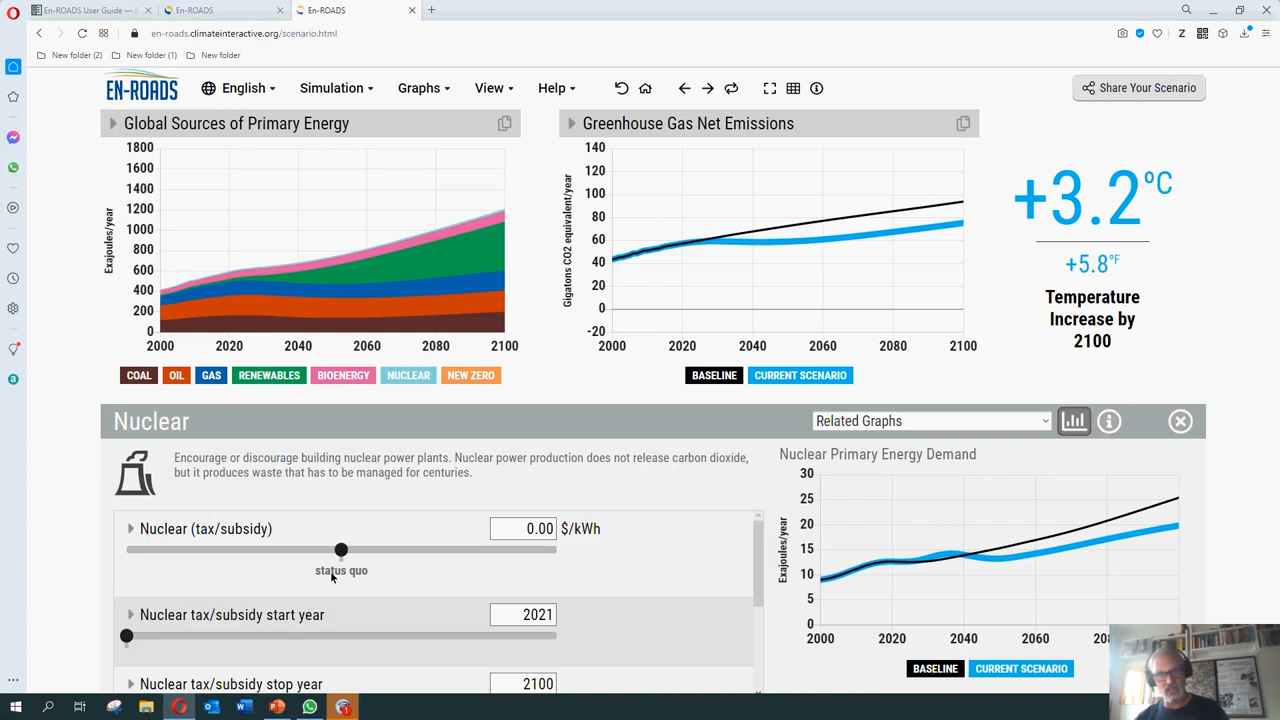 En-ROADS User Guide — 
En-ROADS
En-ROADS
en-roads.climateinteractive.org/scenario.html
New folder (2)
New folder (1)
New folder
EN-ROADS
English
Simulation
Graphs
View
Help
Share Your Scenario
Global Sources of Primary Energy
1800
1600
1400
1200
1000
800
600
400
200
0
Exajoules/year
2000
2020
2040
2060
2080
2100
COAL
OIL
GAS
RENEWABLES
BIOENERGY
NUCLEAR
NEW ZERO
Greenhouse Gas Net Emissions
140
120
100
80
60
40
20
0
-20
Gigatons CO2 equivalent/year
2000
2020
2040
2060
2080
2100
BASELINE
CURRENT SCENARIO
+3.2°C
+5.8°F
Temperature
Increase by
2100
Nuclear
Related Graphs
Encourage or discourage building nuclear power plants. Nuclear power production does not release carbon dioxide,
but it produces waste that has to be managed for centuries.
Nuclear (tax/subsidy)
0.00 $/kWh
status quo
Nuclear tax/subsidy start year
2021
Nuclear tax/subsidy stop year
2100
Nuclear Primary Energy Demand
30
25
20
15
10
5
0
Exajoules/year
2000
2020
2040
2060
BASELINE
CURRENT SCENARIO